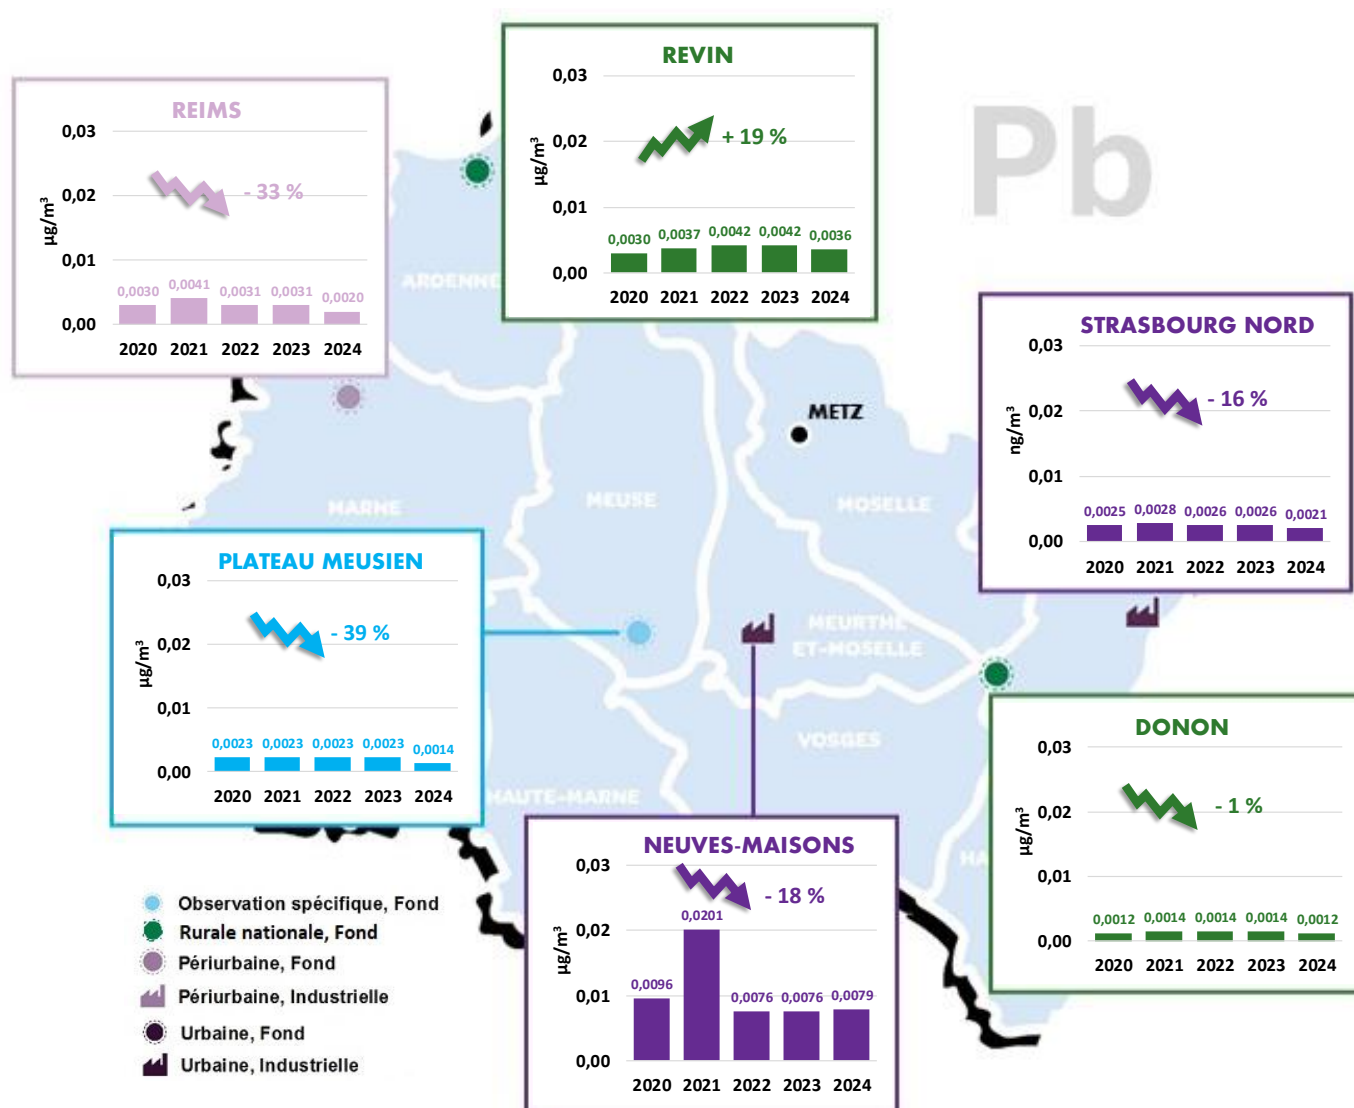 REIMS
0,03
0,02
0,01
0,00
µg/m³
- 33 %
0,0030 0,0041 0,0031 0,0031 0,0020
2020 2021 2022 2023 2024
REVIN
0,03
0,02
0,01
0,00
µg/m³
+ 19 %
0,0030 0,0037 0,0042 0,0042 0,0036
2020 2021 2022 2023 2024
Pb
STRASBOURG NORD
0,03
0,02
0,01
0,00
ng/m³
- 16 %
0,0025 0,0028 0,0026 0,0026 0,0021
2020 2021 2022 2023 2024
ARDENNE
METZ
MARNE
MEUSE
MOSELLE
MEURTHE
ET-MOSELLE
VOSGES
HAUTE-MARNE
HA
PLATEAU MEUSIEN
0,03
0,02
0,01
0,00
µg/m³
- 39 %
0,0023 0,0023 0,0023 0,0023 0,0014
2020 2021 2022 2023 2024
DONON
0,03
0,02
0,01
0,00
µg/m³
- 1 %
0,0012 0,0014 0,0014 0,0014 0,0012
2020 2021 2022 2023 2024
NEUVES-MAISONS
0,03
0,02
0,01
0,00
µg/m³
- 18 %
0,0096 0,0201 0,0076 0,0076 0,0079
2020 2021 2022 2023 2024
Observation spécifique, Fond
Rurale nationale, Fond
Périurbaine, Fond
Périurbaine, Industrielle
Urbaine, Fond
Urbaine, Industrielle